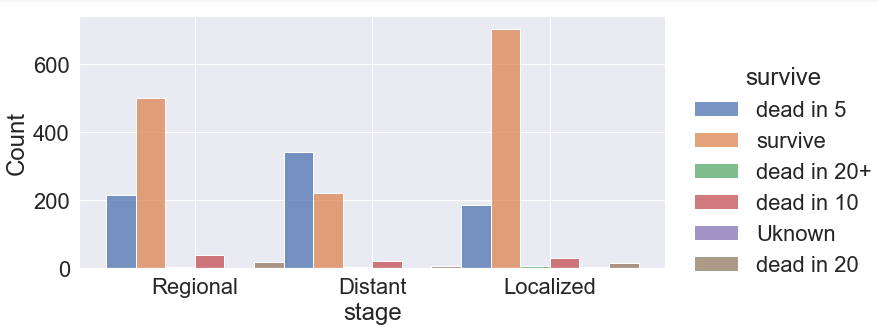 600
400
200
0
Count
Regional
Distant
Localized
stage
survive
dead in 5
survive
dead in 20+
dead in 10
Uknown
dead in 20